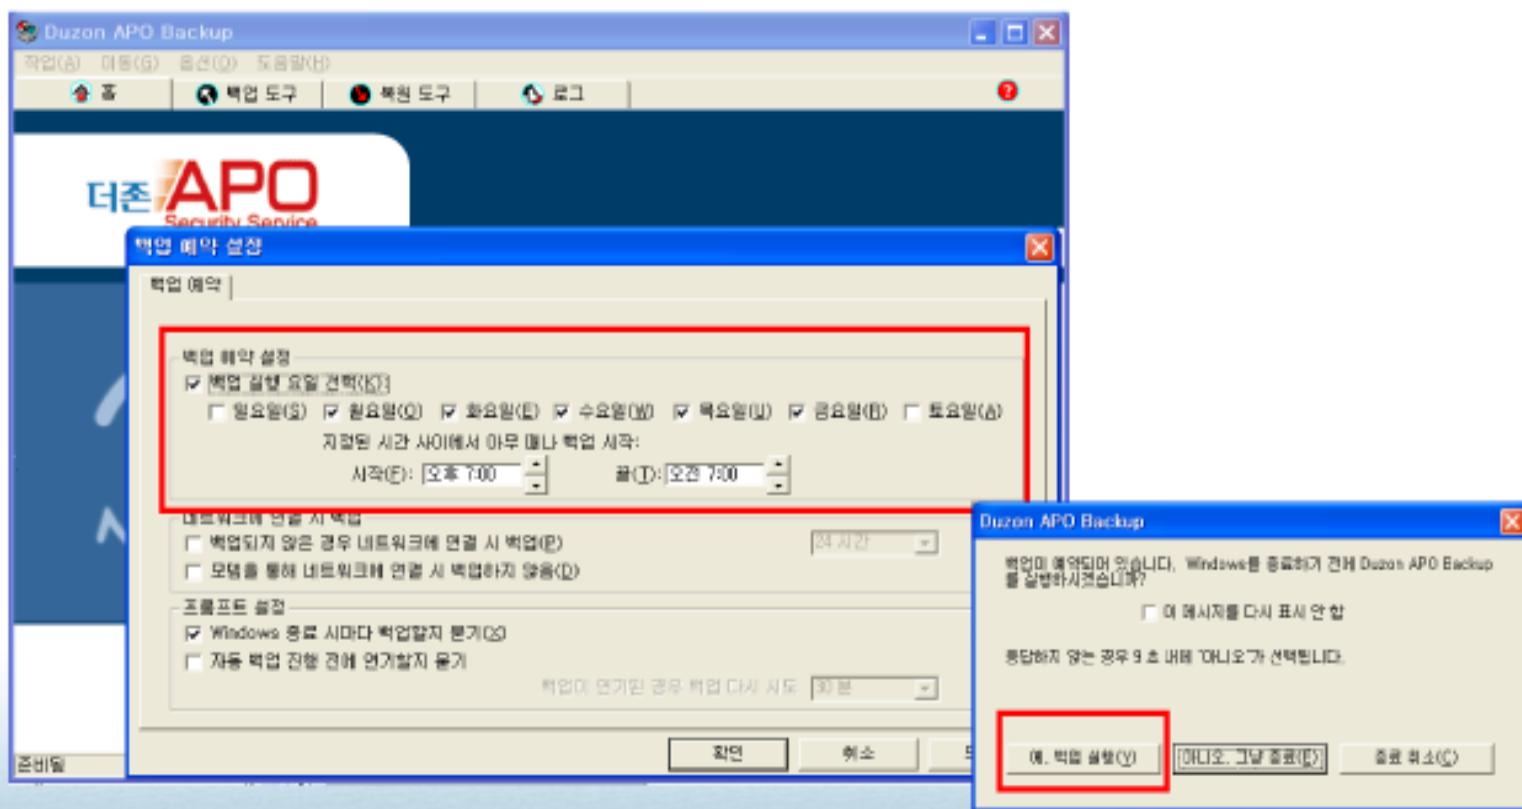 Duzon APO Backup
작업(A) 이동(G) 옵션(O) 도움말(H)
홈 백업 도구 복원 도구 로그 ?
더존 APO
Security Service
백업 예약 설정
백업 예약
백업 예약 설정
백업 실행 요일 선택(K):
일요일(S) 월요일(O) 화요일(E) 수요일(W) 목요일(U) 금요일(R) 토요일(A)
지정된 시간 사이에서 아무 때나 백업 시작:
시작(F): 오후 7:00 끝(T): 오전 7:00
네트워크에 연결 시 백업
백업되지 않은 경우 네트워크에 연결 시 백업(P) 24 시간
모뎀을 통해 네트워크에 연결 시 백업하지 않음(D)
프롬프트 설정
Windows 종료 시마다 백업할지 묻기(X)
자동 백업 진행 전에 연기할지 묻기
백업이 연기된 경우 백업 다시 시도 30 분
확인 취소
준비됨
Duzon APO Backup
백업이 예약되어 있습니다. Windows를 종료하기 전에 Duzon APO Backup
를 실행하시겠습니까?
이 메시지를 다시 표시 안 함
응답하지 않는 경우 9 초 내에 '아니오'가 선택됩니다.
예, 백업 실행(Y) 아니오, 그냥 종료(E) 종료 취소(C)